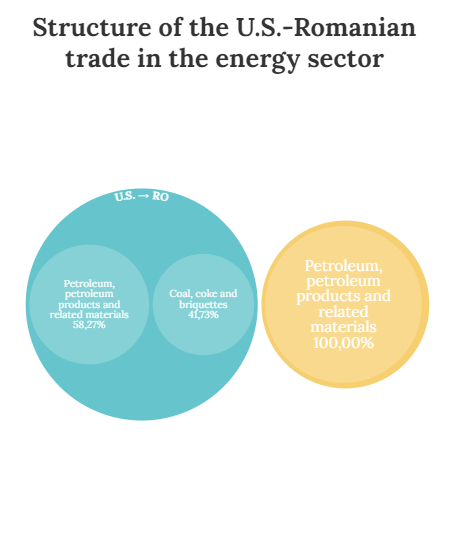 Structure of the U.S.-Romanian
trade in the energy sector
U.S. → RO
Petroleum,
petroleum
products and
related materials
58,27%
Coal, coke and
briquettes
41,73%
Petroleum,
petroleum
products and
related
materials
100,00%